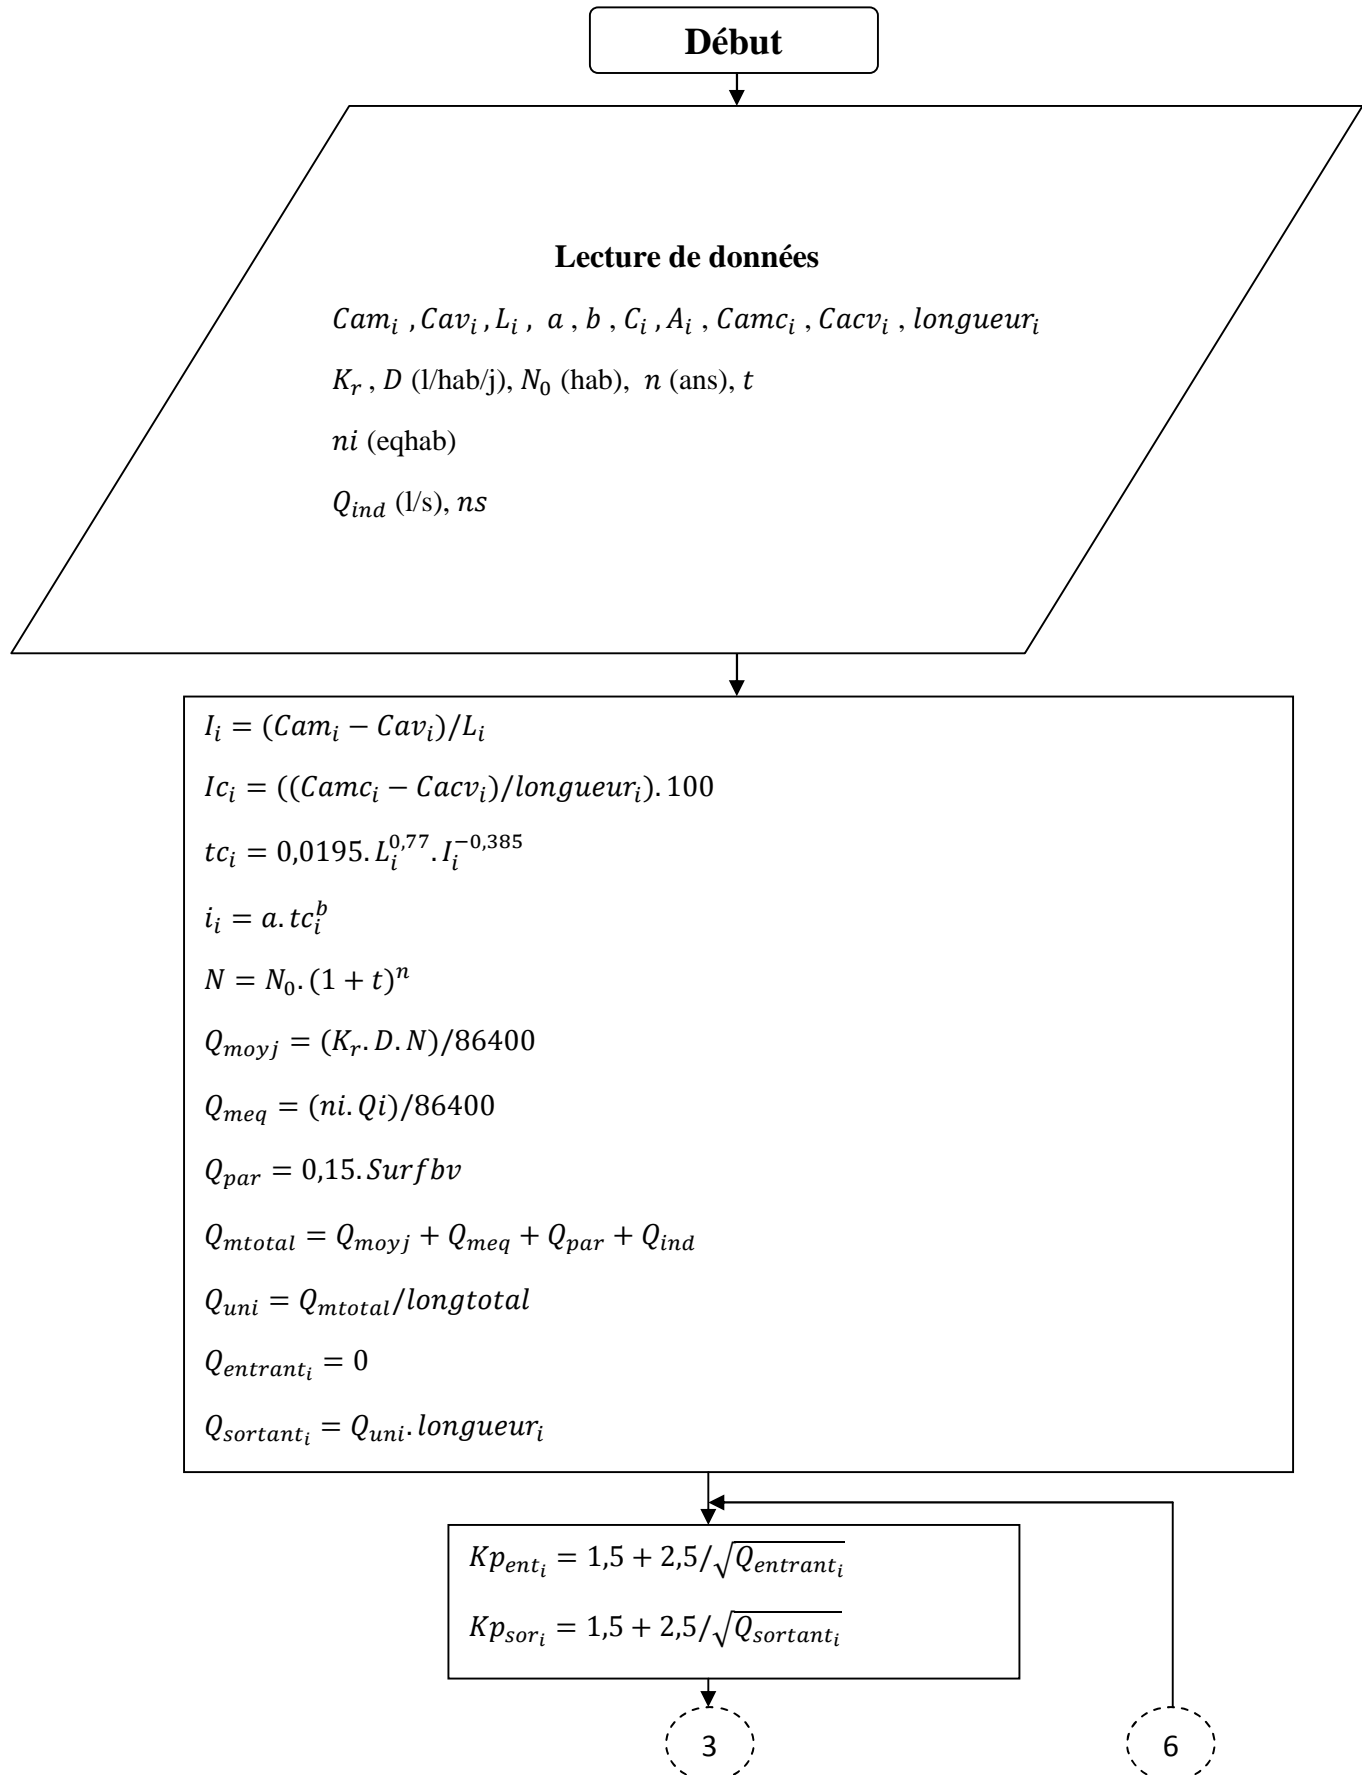 Début
Lecture de données
Cam_i , Cav_i , L_i , a , b , C_i , A_i , Camc_i , Cacv_i , longueur_i
K_r , D (l/hab/j), N_0 (hab), n (ans), t
ni (eqhab)
Q_ind (l/s), ns
I_i = (Cam_i − Cav_i)/L_i
Ic_i = ((Camc_i − Cacv_i)/longueur_i). 100
tc_i = 0,0195. L_i^0,77. I_i^−0,385
i_i = a. tc_i^b
N = N_0. (1 + t)^n
Q_moyj = (K_r. D. N)/86400
Q_meq = (ni. Qi)/86400
Q_par = 0,15. Surfbv
Q_mtotal = Q_moyj + Q_meq + Q_par + Q_ind
Q_uni = Q_mtotal/longtotal
Q_entrant_i = 0
Q_sortant_i = Q_uni. longueur_i
Kp_ent_i = 1,5 + 2,5/√Q_entrant_i
Kp_sor_i = 1,5 + 2,5/√Q_sortant_i
3 6